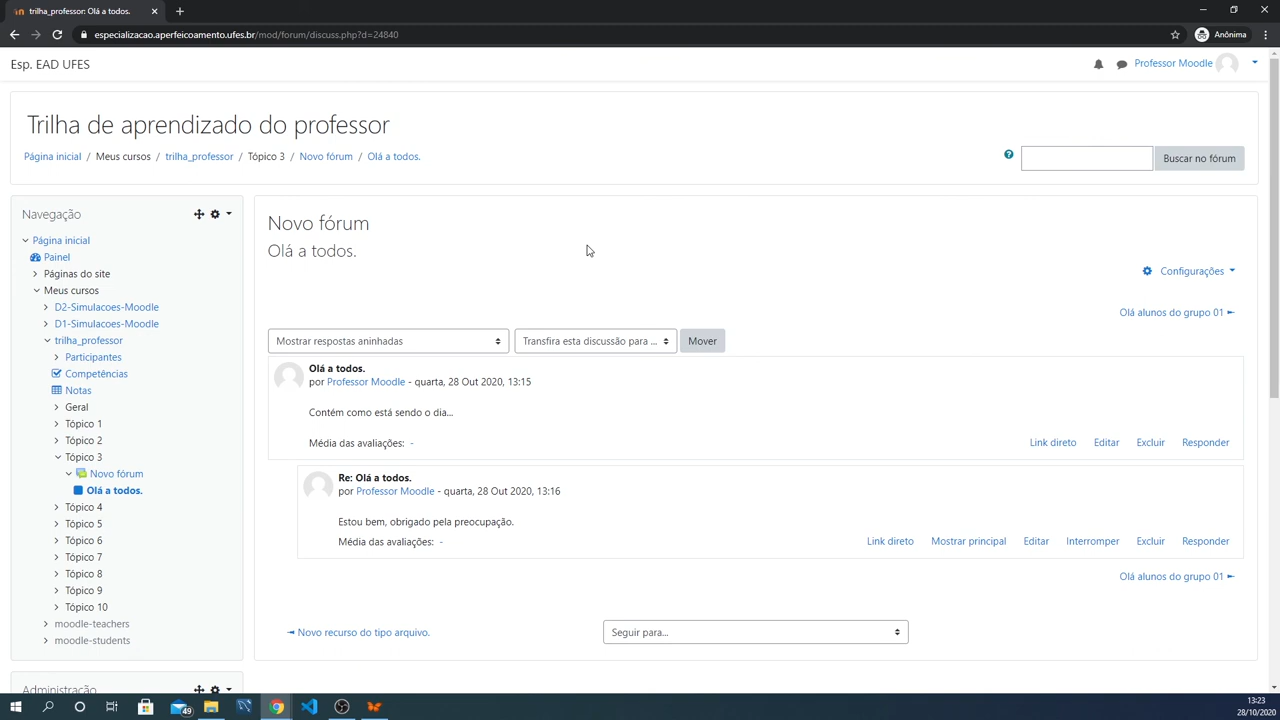 trilha_professor: Olá a todos.
especializacao.aperfeicoamento.ufes.br/mod/forum/discuss.php?d=24840
Anônima
Esp. EAD UFES
Professor Moodle
Trilha de aprendizado do professor
Página inicial / Meus cursos / trilha_professor / Tópico 3 / Novo fórum / Olá a todos.
Buscar no fórum
Navegação
Página inicial
Painel
Páginas do site
Meus cursos
D2-Simulacoes-Moodle
D1-Simulacoes-Moodle
trilha_professor
Participantes
Competências
Notas
Geral
Tópico 1
Tópico 2
Tópico 3
Novo fórum
Olá a todos.
Tópico 4
Tópico 5
Tópico 6
Tópico 7
Tópico 8
Tópico 9
Tópico 10
moodle-teachers
moodle-students
Administração
Novo fórum
Olá a todos.
Configurações
Olá alunos do grupo 01 ►
Mostrar respostas aninhadas
Transfira esta discussão para ...
Mover
Olá a todos.
por Professor Moodle - quarta, 28 Out 2020, 13:15
Contém como está sendo o dia...
Média das avaliações: -
Link direto Editar Excluir Responder
Re: Olá a todos.
por Professor Moodle - quarta, 28 Out 2020, 13:16
Estou bem, obrigado pela preocupação.
Média das avaliações: -
Link direto Mostrar principal Editar Interromper Excluir Responder
Olá alunos do grupo 01 ►
◄ Novo recurso do tipo arquivo.
Seguir para...
49
13:23
28/10/2020